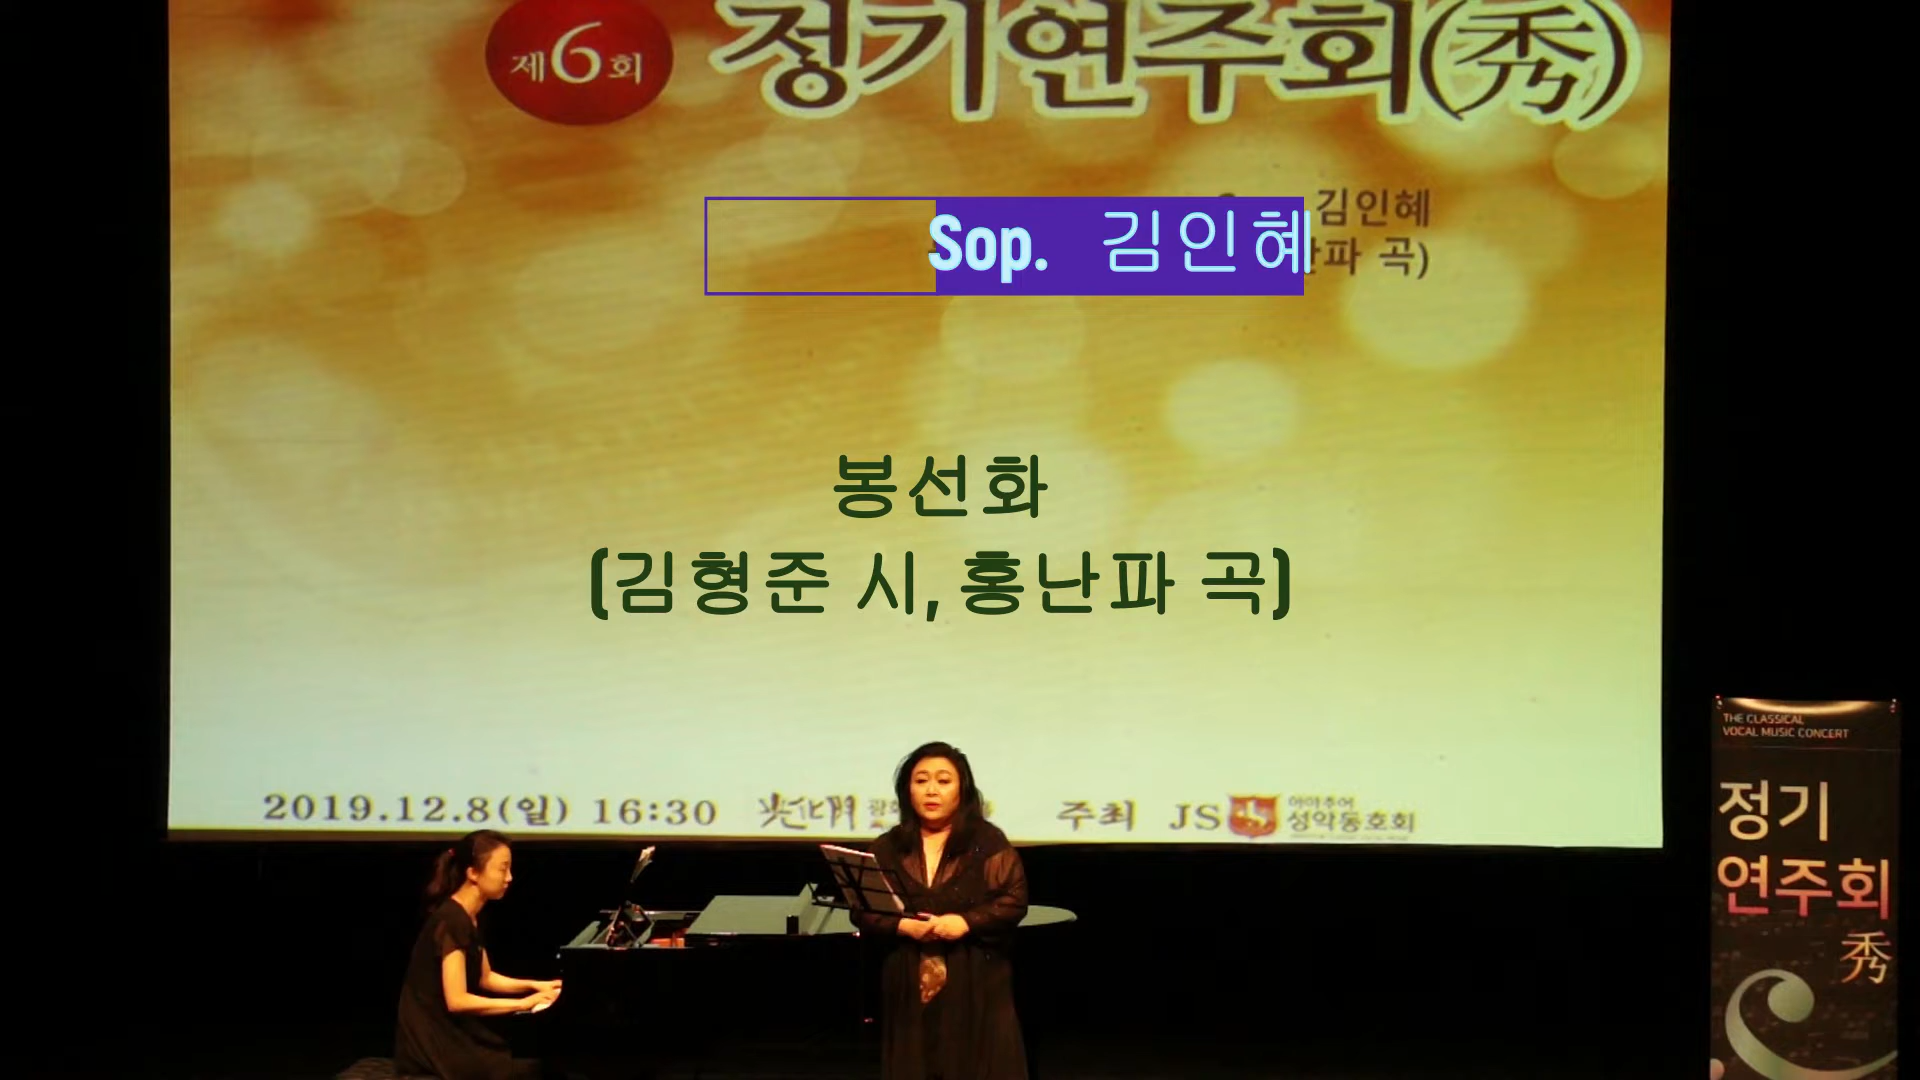 제6회 정기연주회(秀)
김인혜
Sop. 김인혜
파 곡)
봉선화
(김형준 시, 홍난파 곡)
2019.12.8(일) 16:30 주최 JS 아마추어
성악동호회
THE CLASSICAL
VOCAL MUSIC CONCERT
정기
연주회
秀